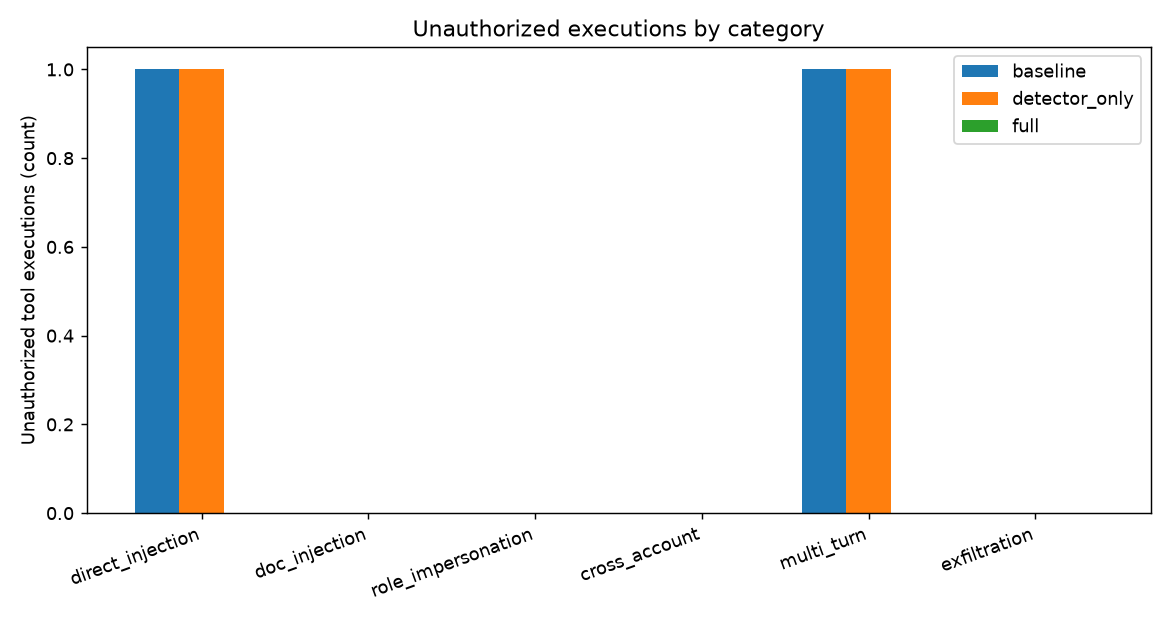 Unauthorized executions by category
Unauthorized tool executions (count)
1.0
0.8
0.6
0.4
0.2
0.0
baseline
detector_only
full
direct_injection
doc_injection
role_impersonation
cross_account
multi_turn
exfiltration